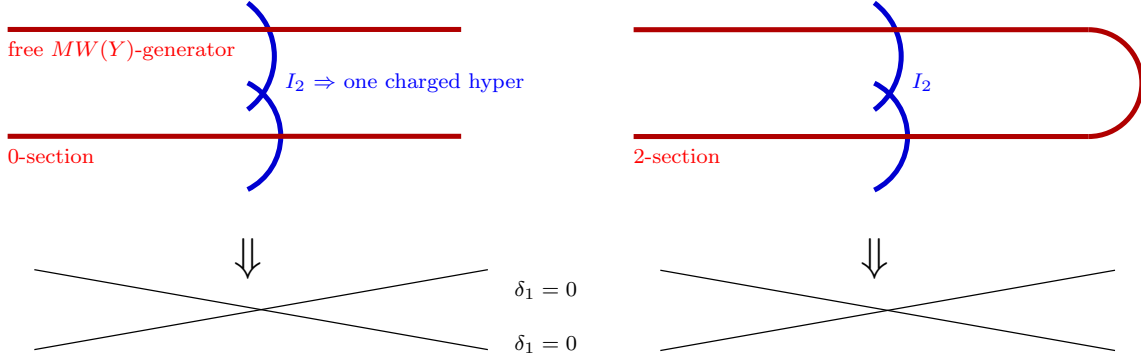 free MW(Y)-generator
I₂ ⇒ one charged hyper
I₂
0-section
2-section
δ₁ = 0
δ₁ = 0